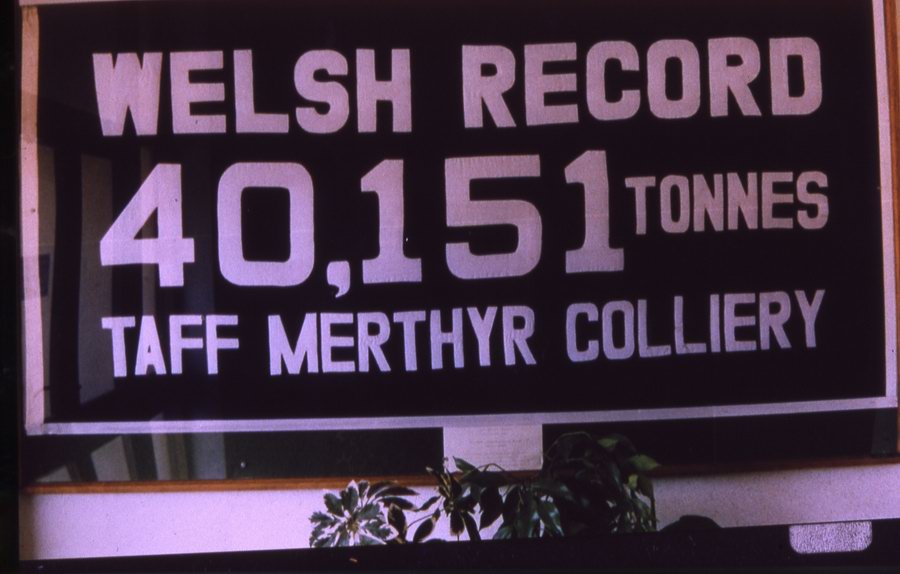 WELSH RECORD
40,151 TONNES
TAFF MERTHYR COLLIERY